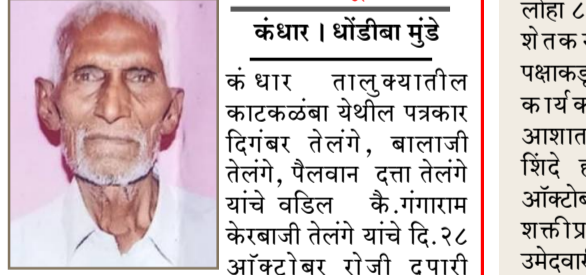 कंधार । धोंडीबा मुंडे
कंधार तालुक्यातील
काटकळंबा येथील पत्रकार
दिगंबर तेलंगे, बालाजी
तेलंगे, पैलवान दत्ता तेलंगे
यांचे वडिल कै.गंगाराम
केरबाजी तेलंगे यांचे दि.२८
ऑक्टोबर रोजी दुपारी
लोहा ८
शेतक
पक्षाकडू
कार्यक
आशात
शिंदे ह
ऑक्टोब
शक्तीप्र
उमेदवार